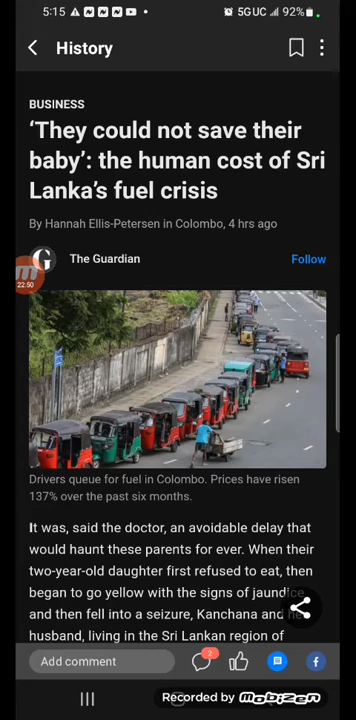 5:15
5GUC 92%
History
BUSINESS
‘They could not save their
baby’: the human cost of Sri
Lanka’s fuel crisis
By Hannah Ellis-Petersen in Colombo, 4 hrs ago
G The Guardian Follow
22:50
Drivers queue for fuel in Colombo. Prices have risen
137% over the past six months.
It was, said the doctor, an avoidable delay that
would haunt these parents for ever. When their
two-year-old daughter first refused to eat, then
began to go yellow with the signs of jaundice,
and then fell into a seizure, Kanchana and
husband, living in the Sri Lankan region of
Add comment 2
Recorded by mobizen